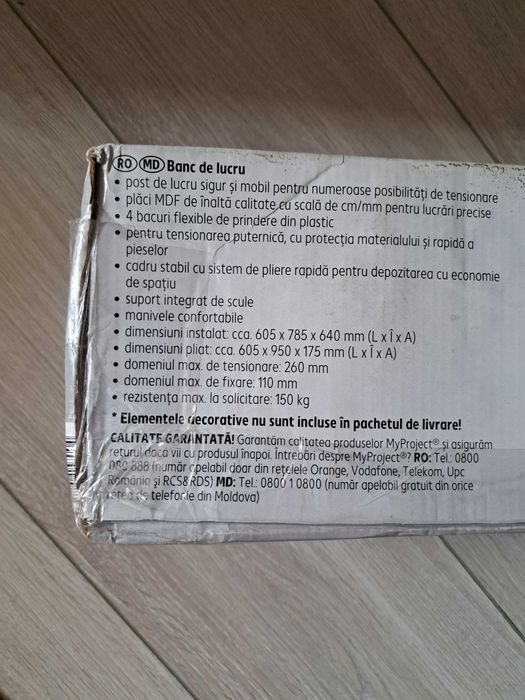 RO MD Banc de lucru
• post de lucru sigur și mobil pentru numeroase posibilități de tensionare
• plăci MDF de înaltă calitate cu scală de cm/mm pentru lucrări precise
• 4 bacuri flexible de prindere din plastic
• pentru tensionarea puternică, cu protecția materialului și rapidă a
pieselor
• cadru stabil cu sistem de pliere rapidă pentru depozitarea cu economie
de spațiu
• suport integrat de scule
• manivele confortabile
• dimensiuni instalat: cca. 605 x 785 x 640 mm (L x Î x A)
• dimensiuni pliat: cca. 605 x 950 x 175 mm (L x Î x A)
• domeniul max. de tensionare: 260 mm
• domeniul max. de fixare: 110 mm
• rezistența max. la solicitare: 150 kg
* Elementele decorative nu sunt incluse în pachetul de livrare!
CALITATE GARANTATĂ! Garantăm calitatea produselor MyProject® și asigurăm
returul dacă vii cu produsul înapoi. Întrebări despre MyProject®? RO: Tel.: 0800
080 888 (număr apelabil doar din rețelele Orange, Vodafone, Telekom, Upc
România și RCS&RDS) MD: Tel.: 0800 1 0800 (număr apelabil gratuit din orice
rețea de telefonie din Moldova)